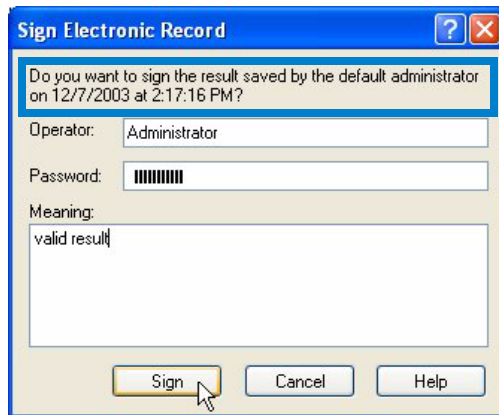 Sign Electronic Record
Do you want to sign the result saved by the default administrator
on 12/7/2003 at 2:17:16 PM?
Operator: Administrator
Password:
Meaning:
valid result
Sign Cancel Help